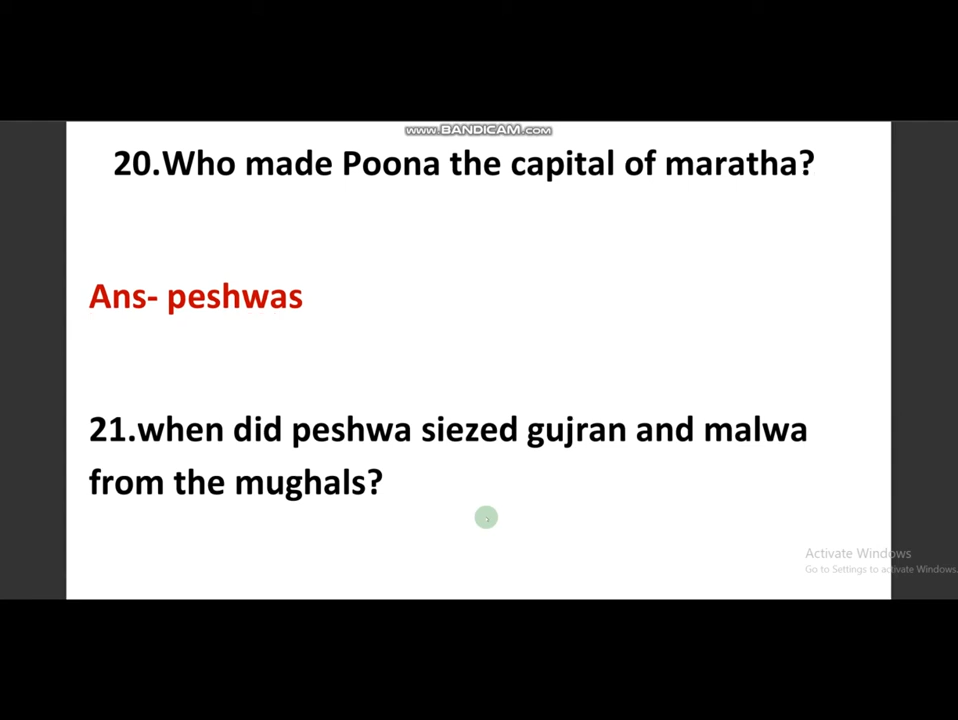 www.BANDICAM.com
20.Who made Poona the capital of maratha?
Ans- peshwas
21.when did peshwa siezed gujran and malwa
from the mughals?
Activate Windows
Go to Settings to activate Windows.